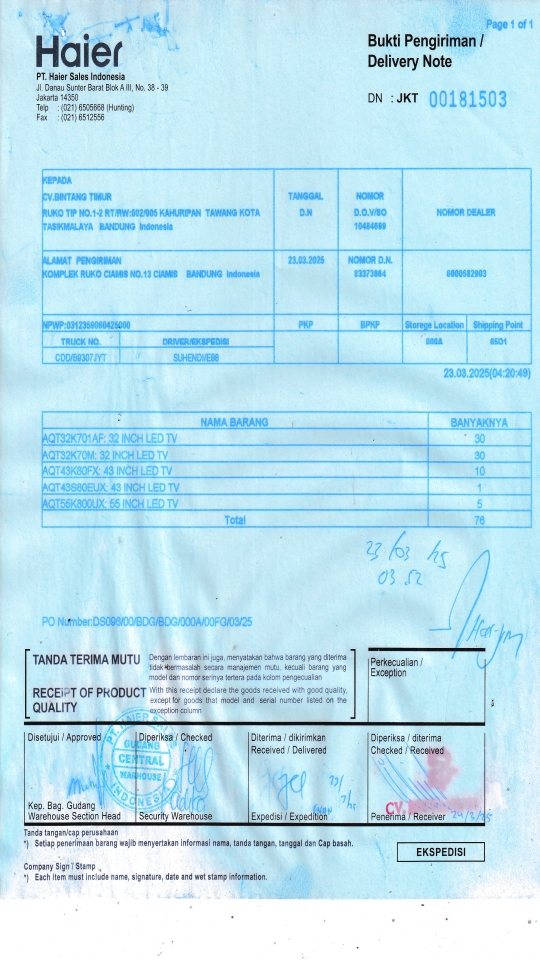 Page 1 of 1
Haier
Bukti Pengiriman /
Delivery Note
PT. Haier Sales Indonesia
Jl. Danau Sunter Barat Blok A III, No. 38 - 39
Jakarta 14350
Telp : (021) 6505668 (Hunting)
Fax : (021) 6512556
DN : JKT 00181503
KEPADA
CV.BINTANG TIMUR
RUKO TIP NO.1-2 RT/RW:002/005 KAHURIPAN TAWANG KOTA
TASIKMALAYA BANDUNG Indonesia
TANGGAL
D.N
NOMOR
D.O.V/SO
10484689
NOMOR DEALER
ALAMAT PENGIRIMAN
KOMPLEK RUKO CIAMIS NO.13 CIAMIS BANDUNG Indonesia
23.03.2025
NOMOR D.N.
83373864
6000582903
NPWP:0312359060425000
PKP
BPKP
Storege Location
Shipping Point
TRUCK NO.
DRIVER/EKSPEDISI
000A
65D1
CDD/B9307JYT
SUHENDI/E68
23.03.2025(04:20:49)
NAMA BARANG BANYAKNYA
AQT32K701AF: 32 INCH LED TV 30
AQT32K70M: 32 INCH LED TV 30
AQT43K80FX: 43 INCH LED TV 10
AQT43S80EUX: 43 INCH LED TV 1
AQT55K800UX: 55 INCH LED TV 5
Total 76
23/03/25
03.52
PO Number:DS096/00/BDG/BDG/000A/00FG/03/25
TANDA TERIMA MUTU
Dengan lembaran ini juga, menyatakan bahwa barang yang diterima
tidak bermasalah secara manajemen mutu, kecuali barang yang
model dan nomor serinya tertera pada kolom pengecualian
RECEIPT OF PRODUCT
QUALITY
With this receipt declare the goods received with good quality,
except for goods that model and serial number listed on the
exception column
Perkecualian /
Exception
Disetujui / Approved
Diperiksa / Checked
Diterima / dikirimkan
Received / Delivered
Diperiksa / diterima
Checked / Received
GUDANG
CENTRAL
WAREHOUSE
INDONESIA
CV.
Kep. Bag. Gudang
Warehouse Section Head
Security Warehouse
Expedisi / Expedition
Penerima / Receiver
Tanda tangan/cap perusahaan
*) Setiap penerimaan barang wajib menyertakan informasi nama, tanda tangan, tanggal dan Cap basah.
EKSPEDISI
Company Sign / Stamp
*) Each item must include name, signature, date and wet stamp information.